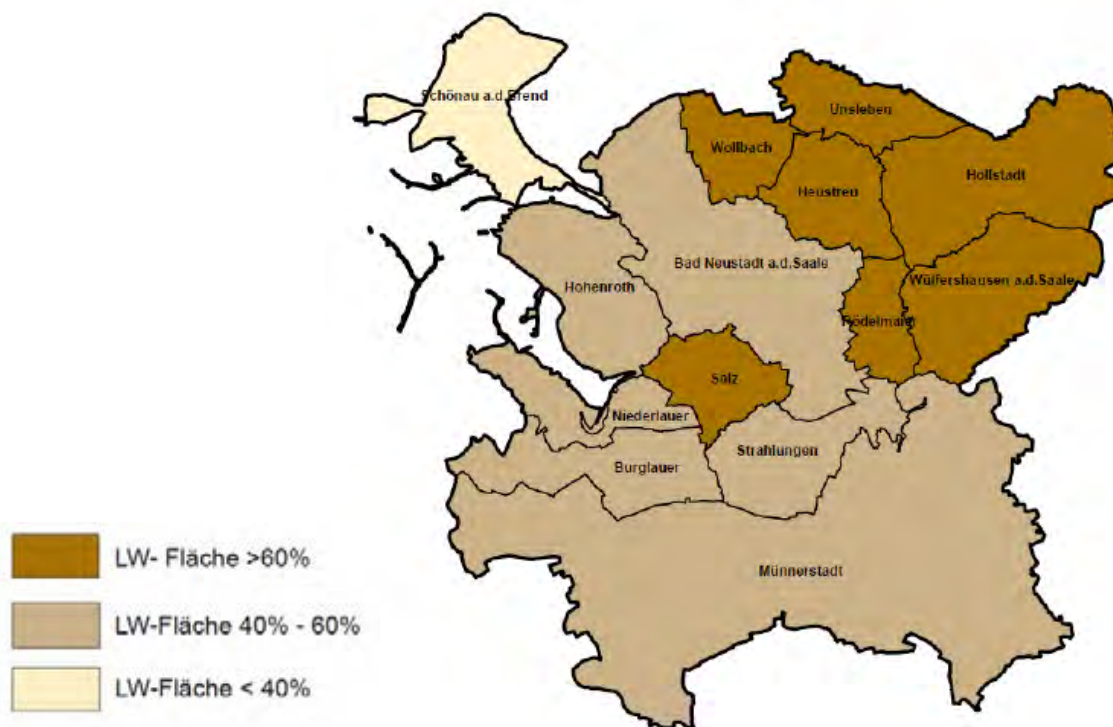 Schönau a.d.Brend
Unsleben
Wollbach
Heustreu
Hollstadt
Bad Neustadt a.d.Saale
Wülfershausen a.d.Saale
Hohenroth
Rödelmaier
Salz
Niederlauer
Strahlungen
Burglauer
Münnerstadt
LW- Fläche >60%
LW-Fläche 40% - 60%
LW-Fläche < 40%